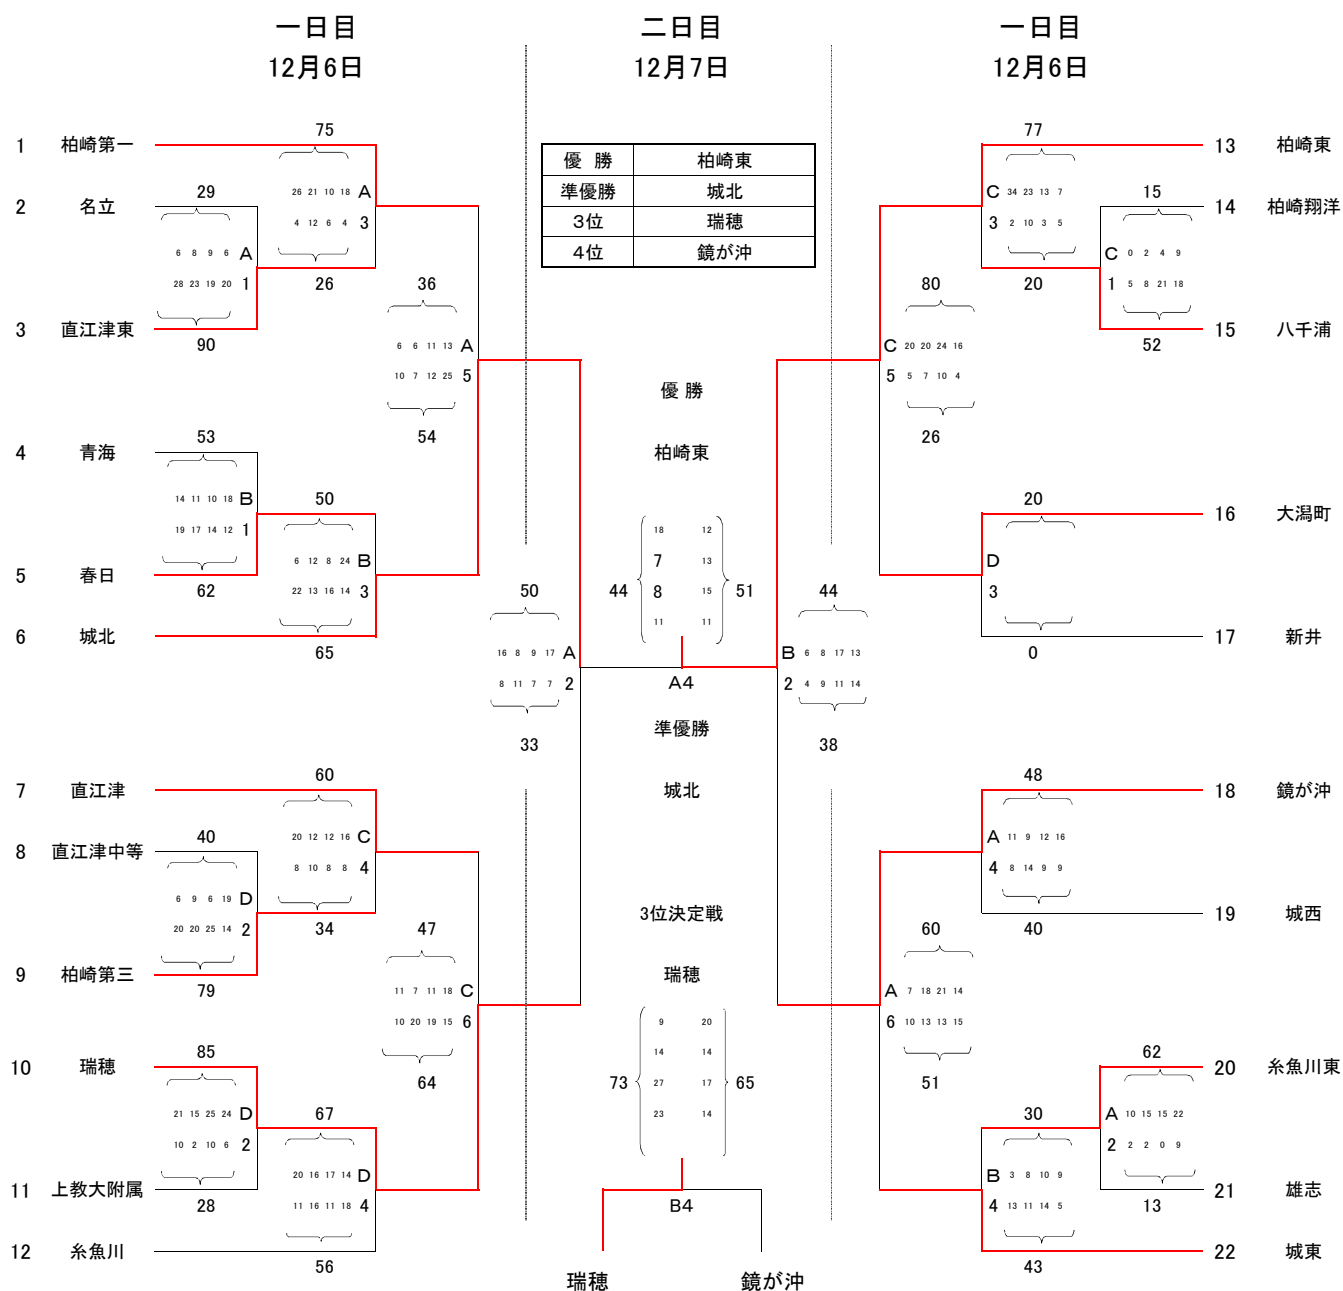 一日目 二日目 一日目
12月6日 12月7日 12月6日
優 勝 柏崎東
準優勝 城北
3位 瑞穂
4位 鏡が沖
1 柏崎第一
75
26 21 10 18 A
4 12 6 4 3
26
2 名立
29
6 8 9 6 A
28 23 19 20 1
90
3 直江津東
36
6 6 11 13 A
10 7 12 25 5
54
4 青海
53
14 11 10 18 B
19 17 14 12 1
62
5 春日
50
6 12 8 24 B
22 13 16 14 3
65
6 城北
50
16 8 9 17 A
8 11 7 7 2
33
7 直江津
60
20 12 12 16 C
8 10 8 8 4
34
8 直江津中等
40
6 9 6 19 D
20 20 25 14 2
79
9 柏崎第三
47
11 7 11 18 C
10 20 19 15 6
64
10 瑞穂
85
21 15 25 24 D
10 2 10 6 2
28
11 上教大附属
67
20 16 17 14 D
11 16 11 18 4
56
12 糸魚川
優 勝
柏崎東
18 12
7 13
44 8 15 51
11 11
A4
準優勝
城北
3位決定戦
瑞穂
9 20
14 14
73 27 17 65
23 14
B4
瑞穂 鏡が沖
77
13 柏崎東
C 34 23 13 7
3 2 10 3 5
20
15
14 柏崎翔洋
C 0 2 4 9
1 5 8 21 18
52
15 八千浦
80
C 20 20 24 16
5 5 7 10 4
26
20
16 大潟町
D
3
0
17 新井
44
B 6 8 17 13
2 4 9 11 14
38
48
18 鏡が沖
A 11 9 12 16
4 8 14 9 9
40
19 城西
60
A 7 18 21 14
6 10 13 13 15
51
62
20 糸魚川東
A 10 15 15 22
2 2 2 0 9
13
21 雄志
30
B 3 8 10 9
4 13 11 14 5
43
22 城東